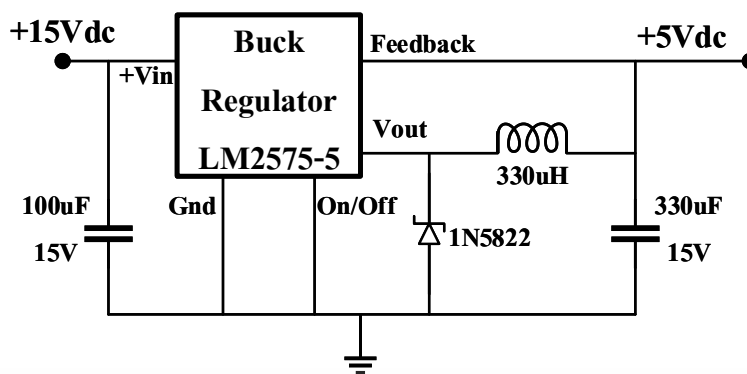 +15Vdc
+Vin
Buck
Regulator
LM2575-5
Feedback
+5Vdc
Vout
330uH
100uF
15V
Gnd
On/Off
1N5822
330uF
15V